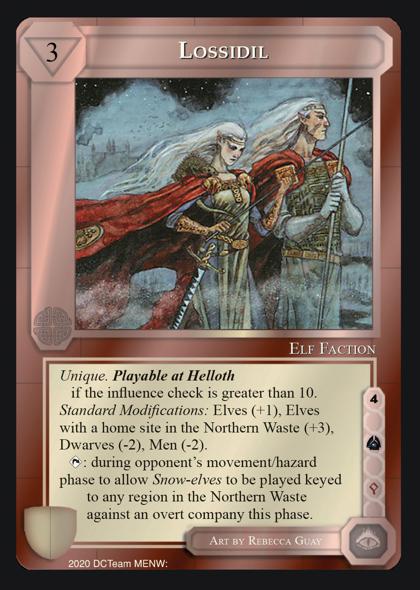 3
Lossidil
Elf Faction
Unique. Playable at Helloth
if the influence check is greater than 10.
Standard Modifications: Elves (+1), Elves
with a home site in the Northern Waste (+3),
Dwarves (-2), Men (-2).
: during opponent's movement/hazard
phase to allow Snow-elves to be played keyed
to any region in the Northern Waste
against an overt company this phase.
4
Art by Rebecca Guay
2020 DCTeam MENW: